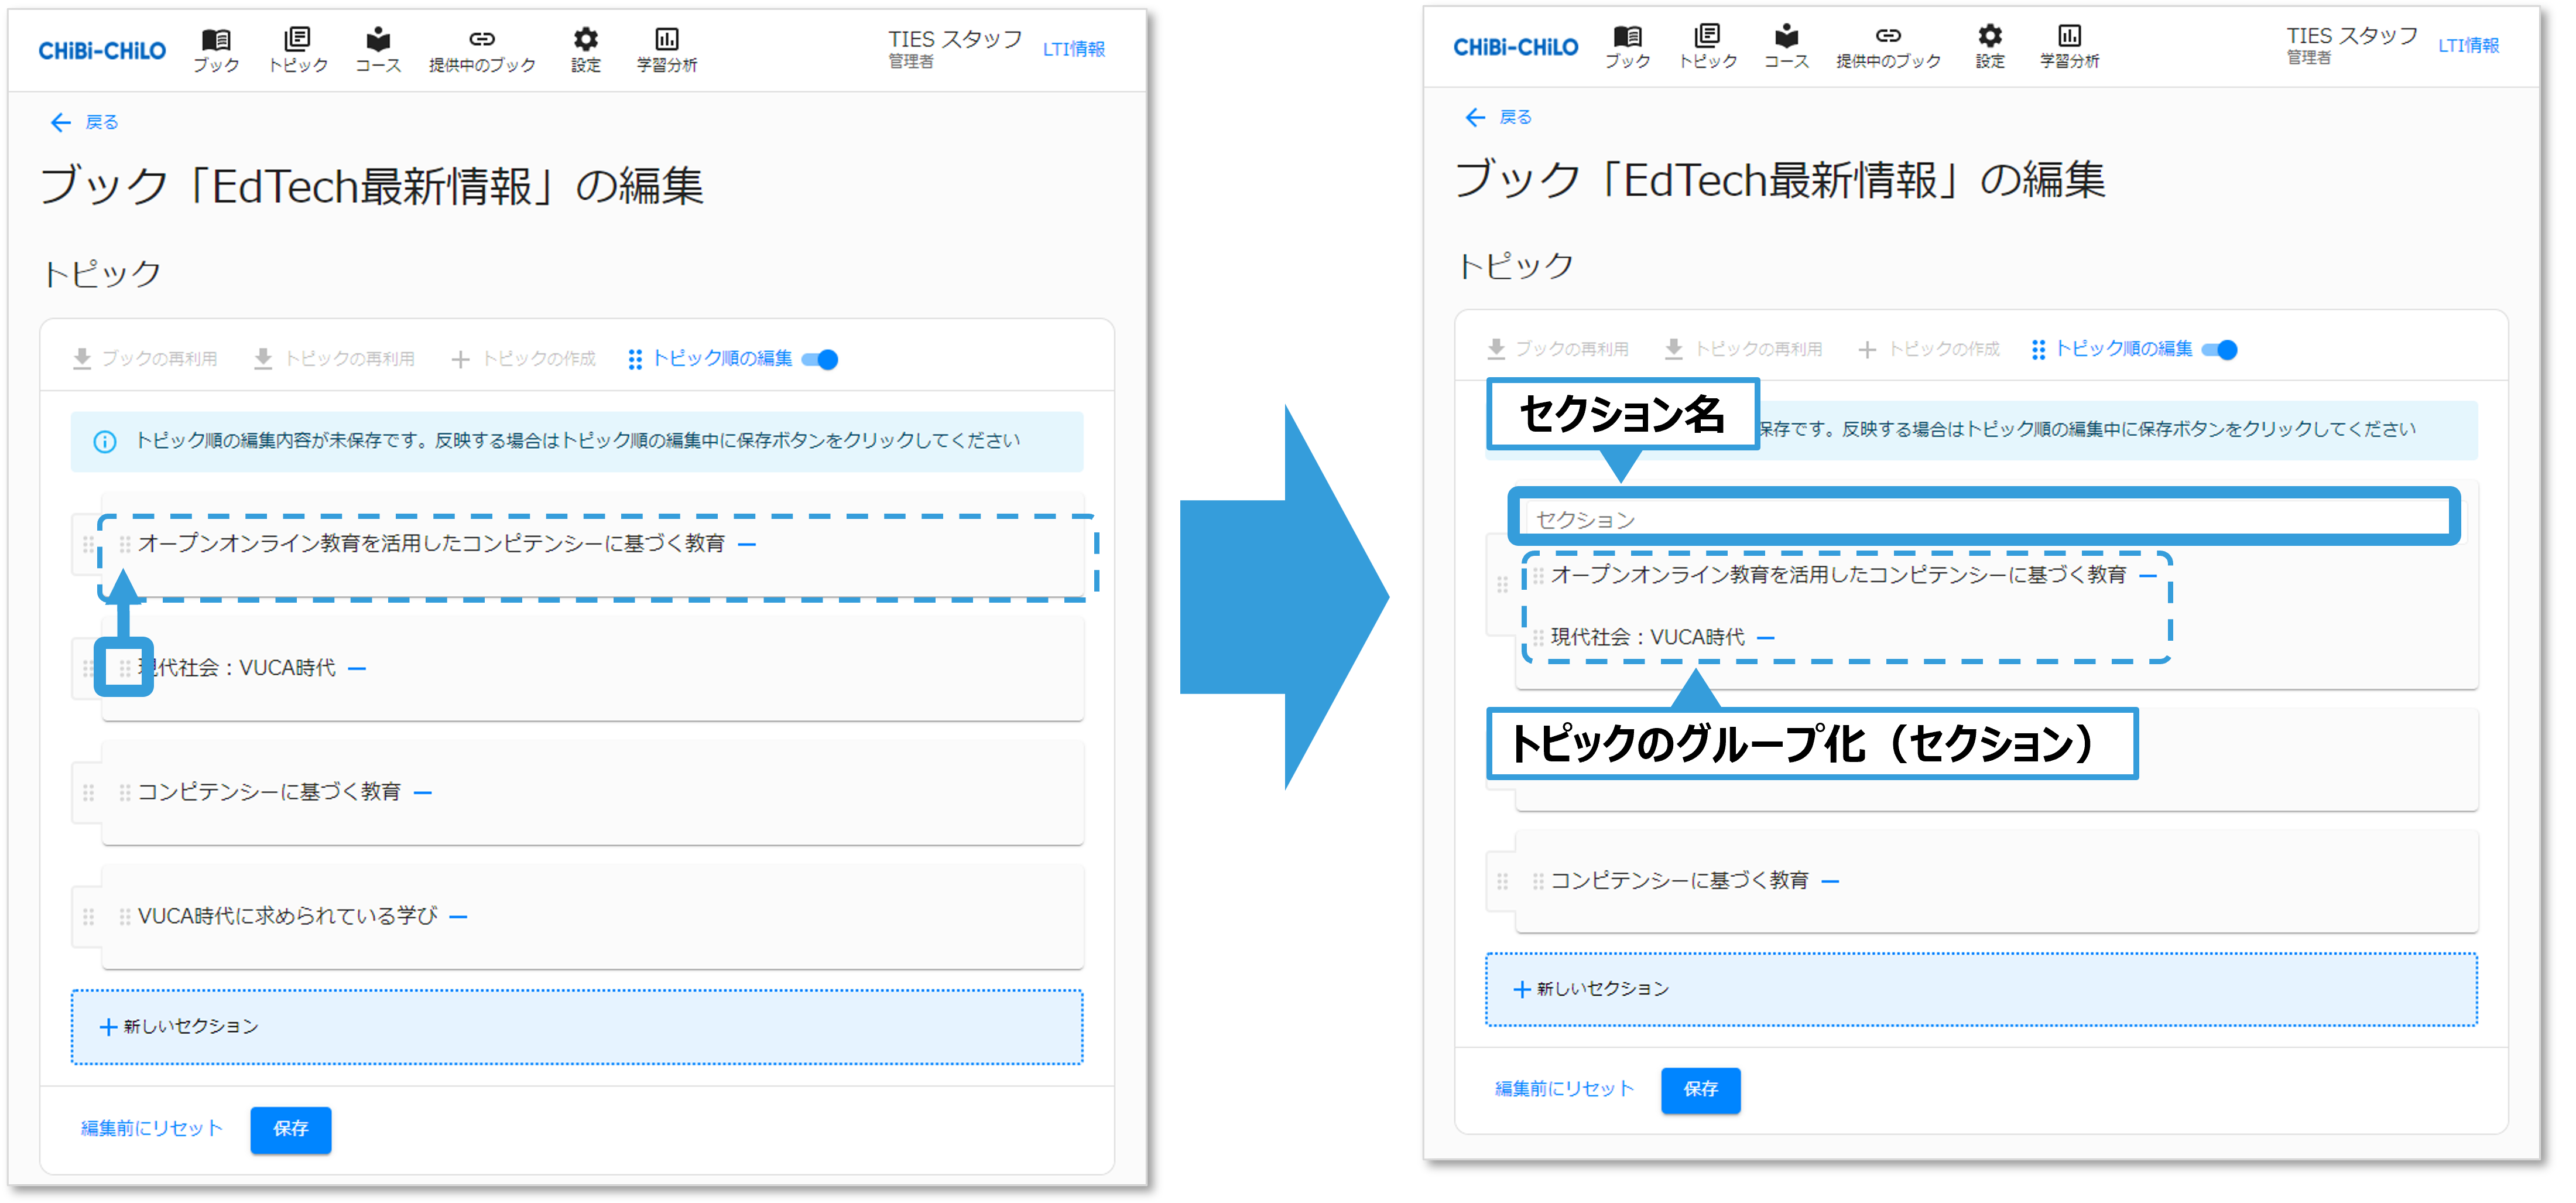 CHiBi-CHiLO
ブック
トピック
コース
提供中のブック
設定
学習分析
TIES スタッフ
管理者
LTI情報
戻る
ブック「EdTech最新情報」の編集
トピック
ブックの再利用
トピックの再利用
トピックの作成
トピック順の編集
トピック順の編集内容が未保存です。反映する場合はトピック順の編集中に保存ボタンをクリックしてください
オープンオンライン教育を活用したコンピテンシーに基づく教育
現代社会：VUCA時代
コンピテンシーに基づく教育
VUCA時代に求められている学び
新しいセクション
編集前にリセット
保存
CHiBi-CHiLO
ブック
トピック
コース
提供中のブック
設定
学習分析
TIES スタッフ
管理者
LTI情報
戻る
ブック「EdTech最新情報」の編集
トピック
ブックの再利用
トピックの再利用
トピックの作成
トピック順の編集
セクション名
保存です。反映する場合はトピック順の編集中に保存ボタンをクリックしてください
セクション
オープンオンライン教育を活用したコンピテンシーに基づく教育
現代社会：VUCA時代
トピックのグループ化（セクション）
コンピテンシーに基づく教育
新しいセクション
編集前にリセット
保存